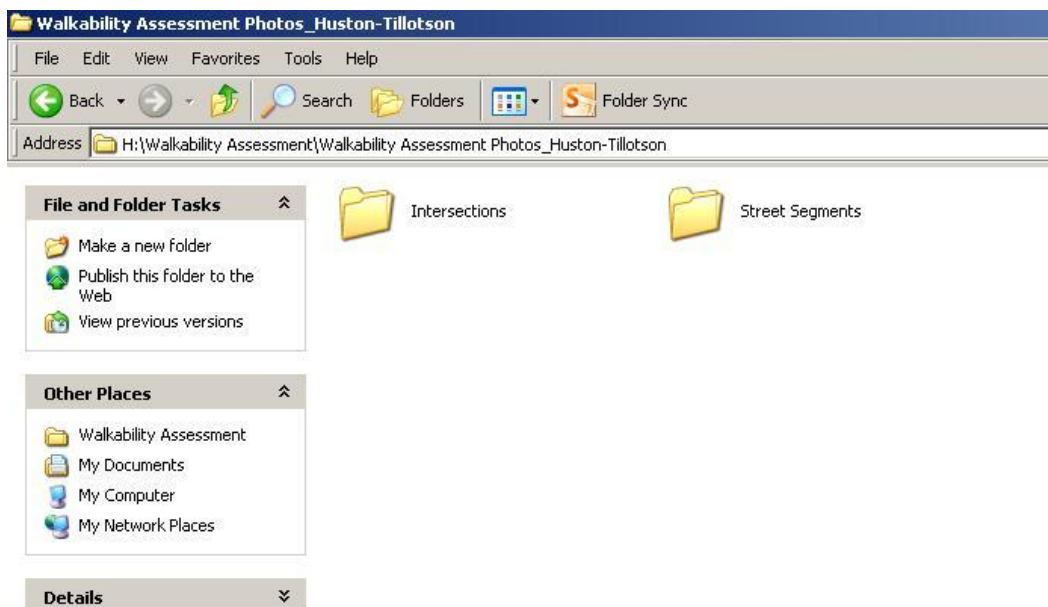 Walkability Assessment Photos_Huston-Tillotson
File Edit View Favorites Tools Help
Back Search Folders Folder Sync
Address H:\Walkability Assessment\Walkability Assessment Photos_Huston-Tillotson
File and Folder Tasks
Make a new folder
Publish this folder to the
Web
View previous versions
Other Places
Walkability Assessment
My Documents
My Computer
My Network Places
Details
Intersections
Street Segments